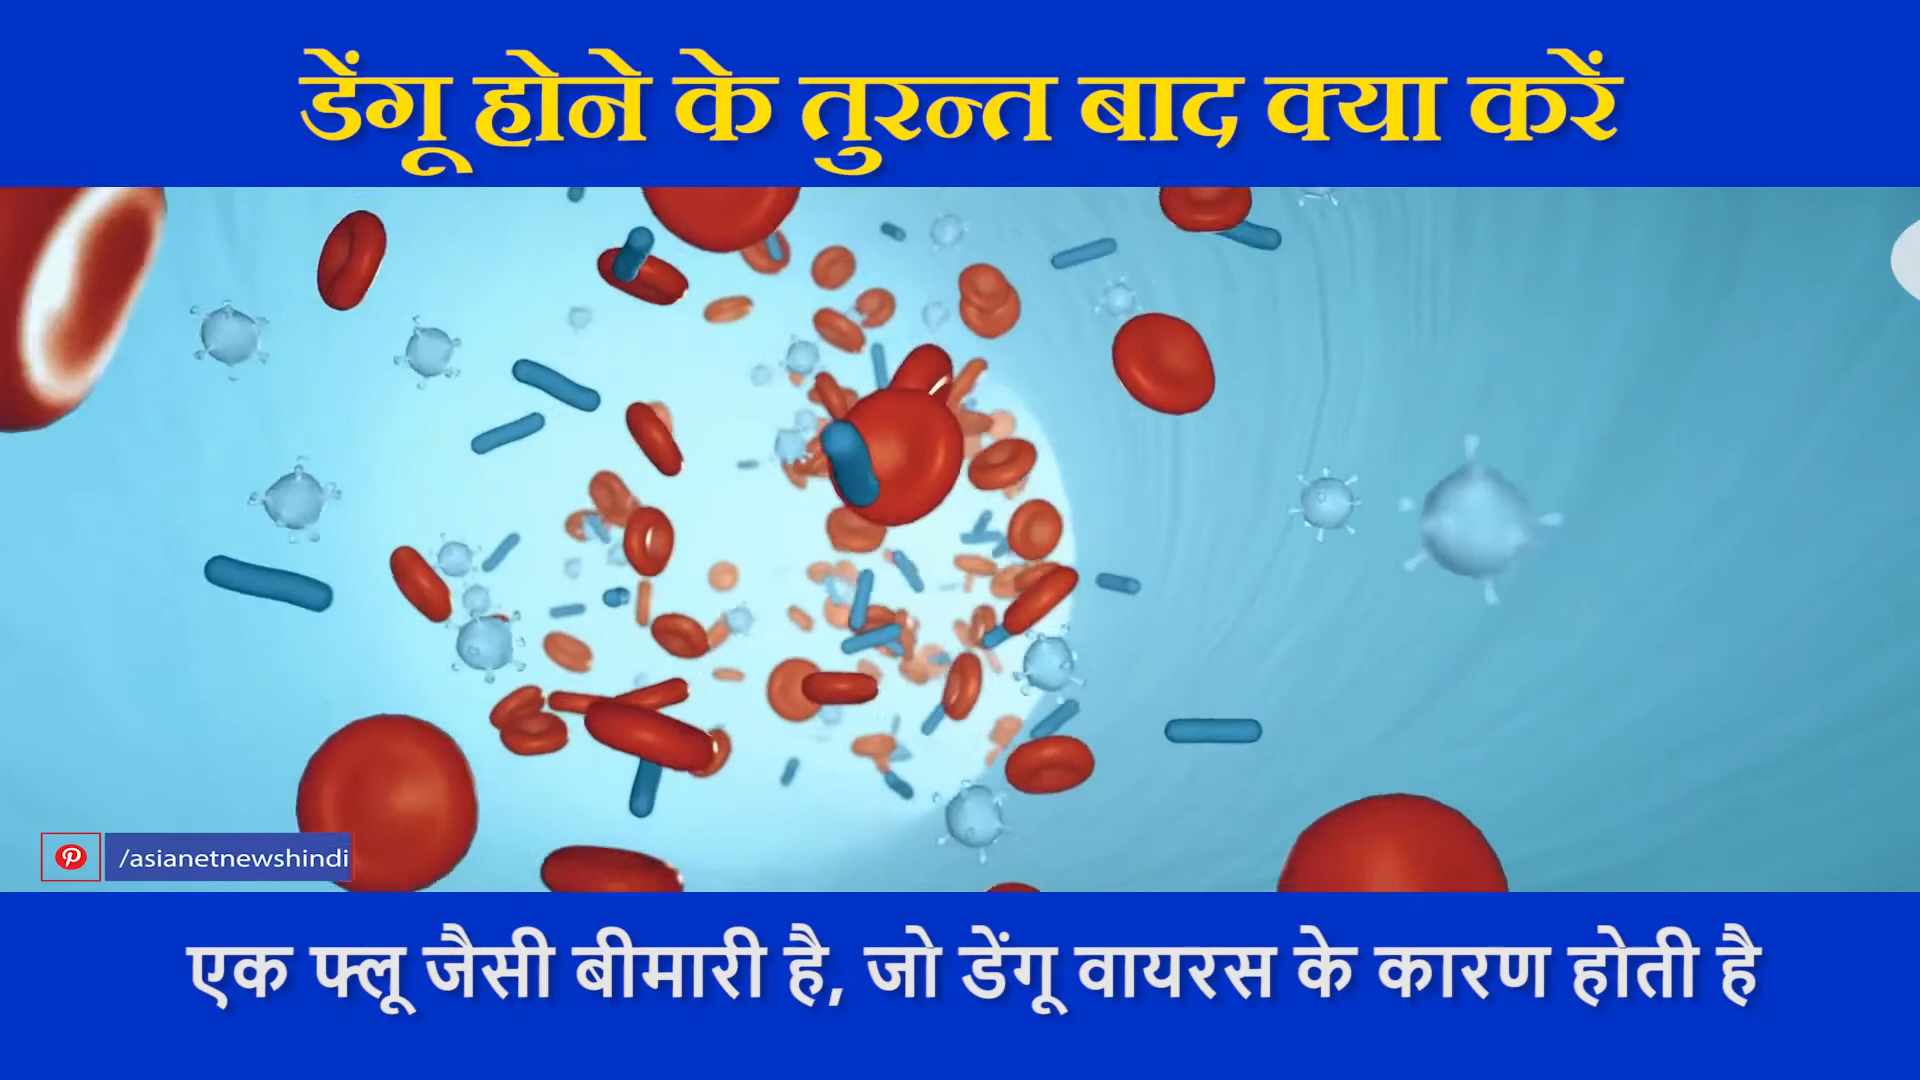 डेंगू होने के तुरन्त बाद क्या करें
/asianetnewshindi
एक फ्लू जैसी बीमारी है, जो डेंगू वायरस के कारण होती है